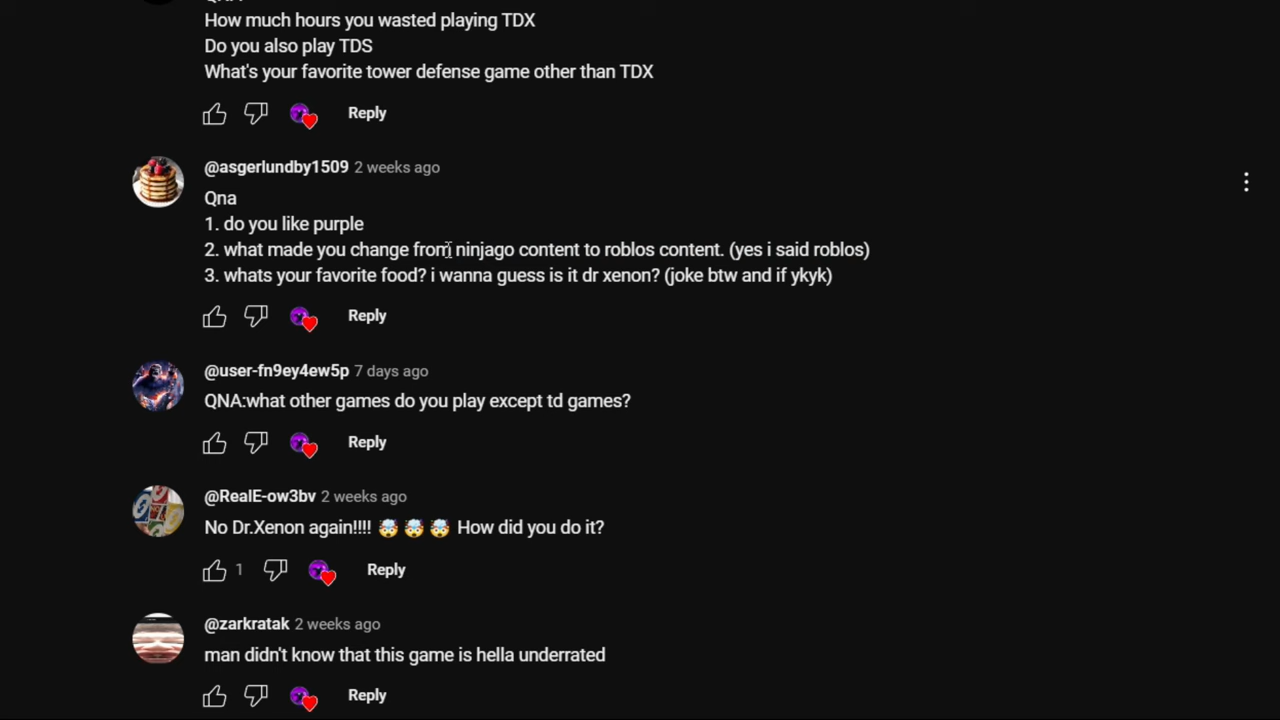 How much hours you wasted playing TDX
Do you also play TDS
What's your favorite tower defense game other than TDX
Reply
@asgerlundby1509 2 weeks ago
Qna
1. do you like purple
2. what made you change from ninjago content to roblos content. (yes i said roblos)
3. whats your favorite food? i wanna guess is it dr xenon? (joke btw and if ykyk)
Reply
@user-fn9ey4ew5p 7 days ago
QNA:what other games do you play except td games?
Reply
@RealE-ow3bv 2 weeks ago
No Dr.Xenon again!!!! 🤯 🤯 🤯 How did you do it?
1 Reply
@zarkratak 2 weeks ago
man didn't know that this game is hella underrated
Reply